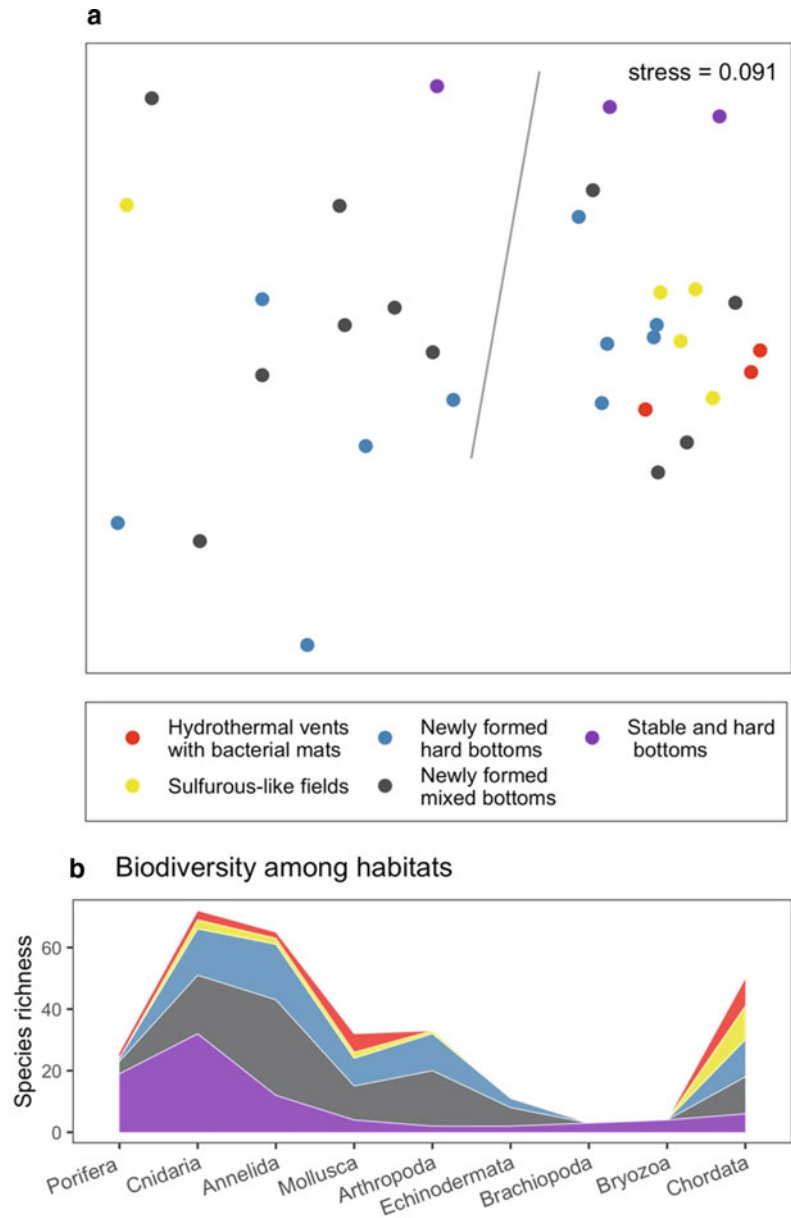 a
stress = 0.091
Hydrothermal vents
with bacterial mats
Newly formed
hard bottoms
Stable and hard
bottoms
Sulfurous-like fields
Newly formed
mixed bottoms
b Biodiversity among habitats
Species richness
60
40
20
0
Porifera
Cnidaria
Annelida
Mollusca
Arthropoda
Echinodermata
Brachiopoda
Bryozoa
Chordata